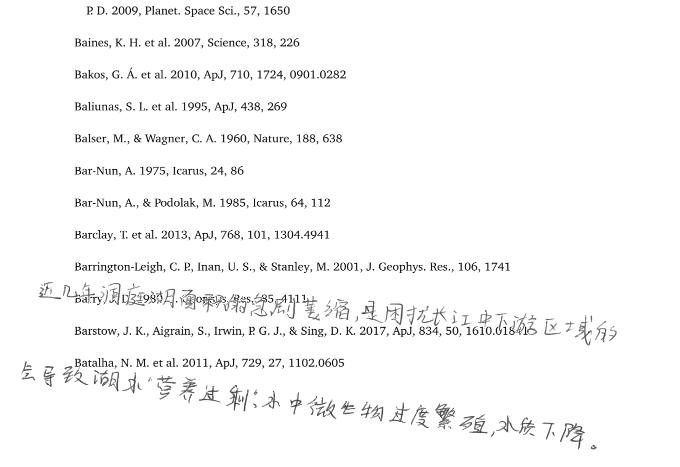 P. D. 2009, Planet. Space Sci., 57, 1650
Baines, K. H. et al. 2007, Science, 318, 226
Bakos, G. Á. et al. 2010, ApJ, 710, 1724, 0901.0282
Baliunas, S. L. et al. 1995, ApJ, 438, 269
Balser, M., & Wagner, C. A. 1960, Nature, 188, 638
Bar-Nun, A. 1975, Icarus, 24, 86
Bar-Nun, A., & Podolak, M. 1985, Icarus, 64, 112
Barclay, T. et al. 2013, ApJ, 768, 101, 1304.4941
Barrington-Leigh, C. P., Inan, U. S., & Stanley, M. 2001, J. Geophys. Res., 106, 1741
近几年洞庭湖面积的急剧萎缩,是困扰长江中下游区域的
Barry, J. D. 1980, J. Geophys. Res., 85, 4111
Barstow, J. K., Aigrain, S., Irwin, P. G. J., & Sing, D. K. 2017, ApJ, 834, 50, 1610.01841
Batalha, N. M. et al. 2011, ApJ, 729, 27, 1102.0605
会导致湖水“营养过剩”:水中微生物过度繁殖,水质下降。